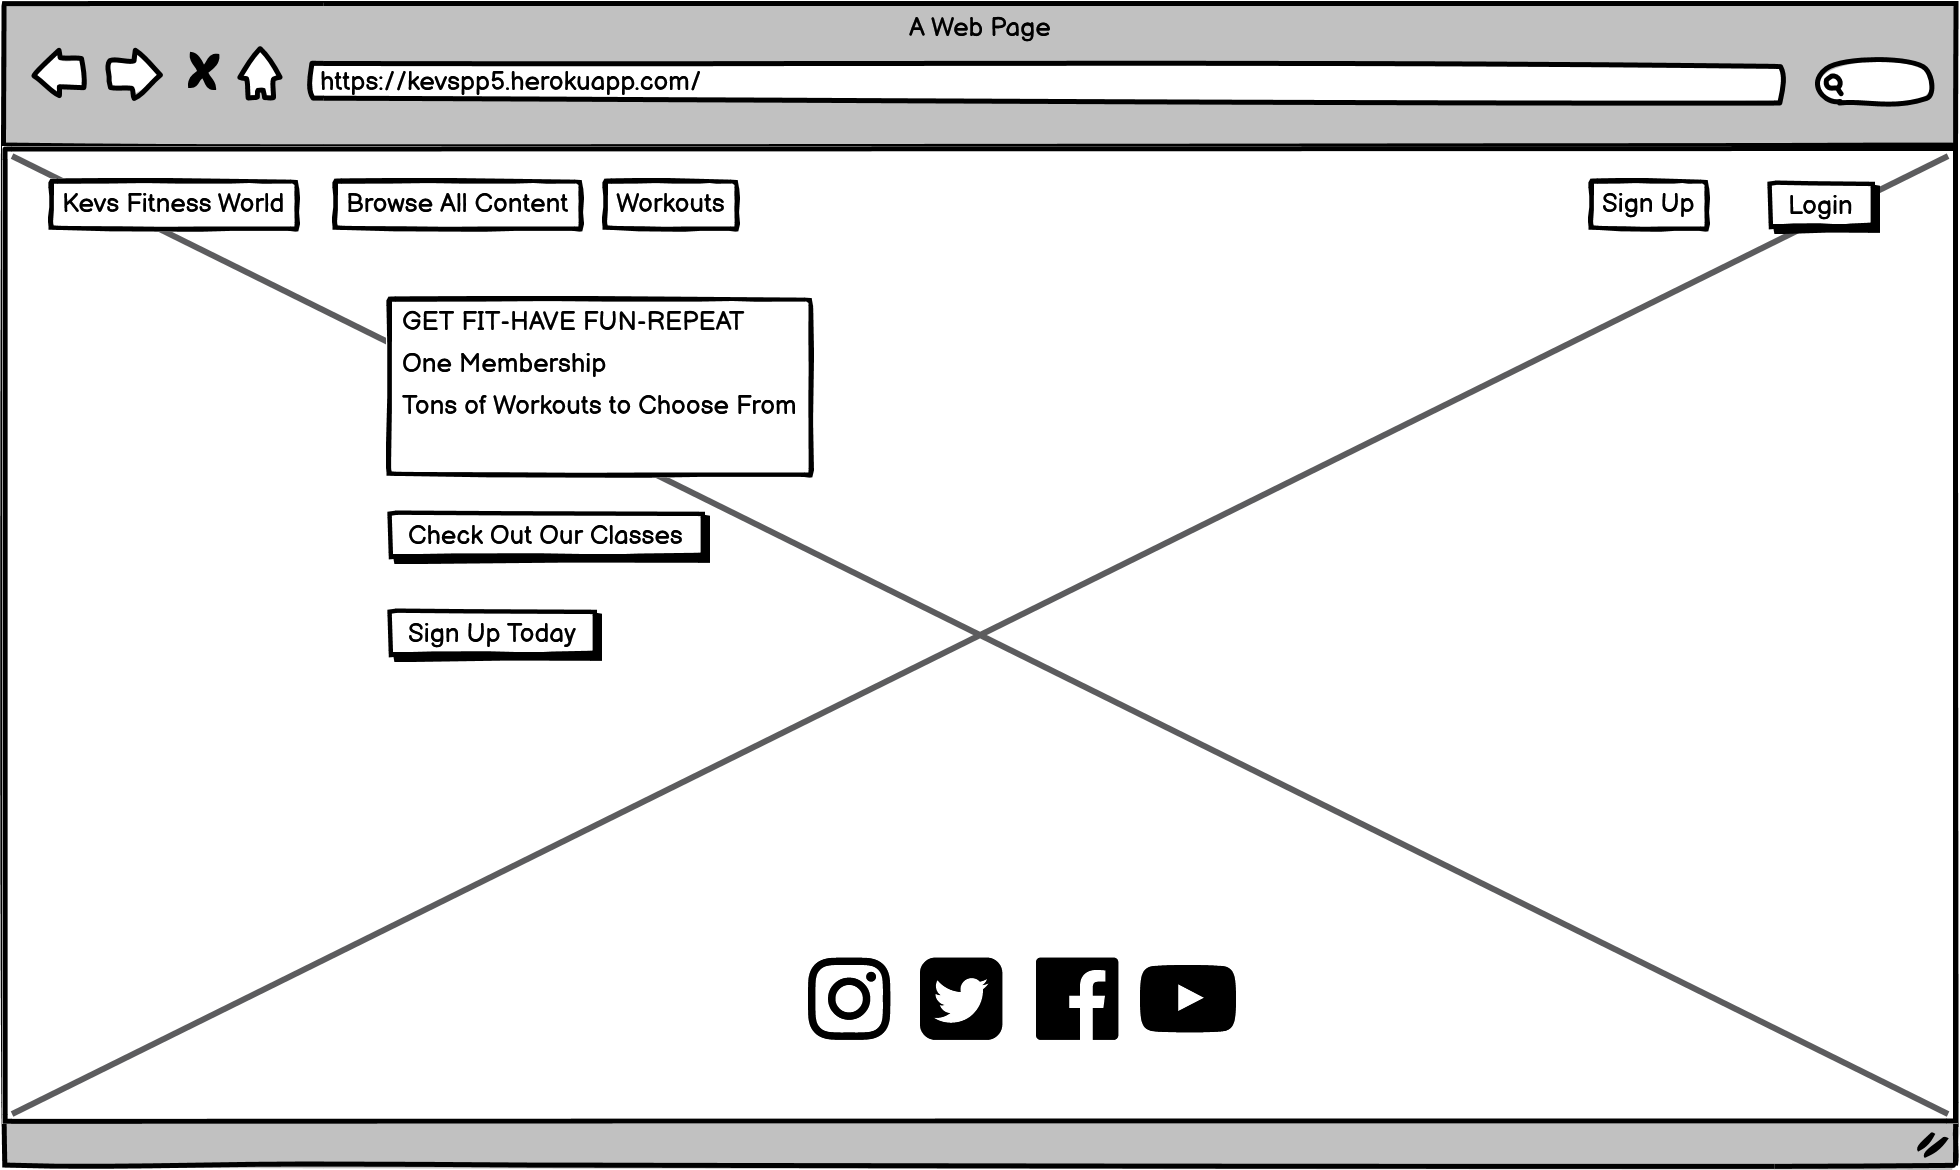 A Web Page
https://kevspp5.herokuapp.com/
Kevs Fitness World
Browse All Content
Workouts
Sign Up
Login
GET FIT-HAVE FUN-REPEAT
One Membership
Tons of Workouts to Choose From
Check Out Our Classes
Sign Up Today